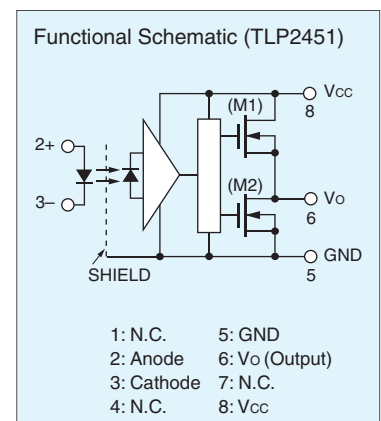 Functional Schematic (TLP2451)
(M1)
Vcc
8
2+
3–
(M2)
Vo
6
GND
5
SHIELD
1: N.C. 5: GND
2: Anode 6: Vo (Output)
3: Cathode 7: N.C.
4: N.C. 8: Vcc